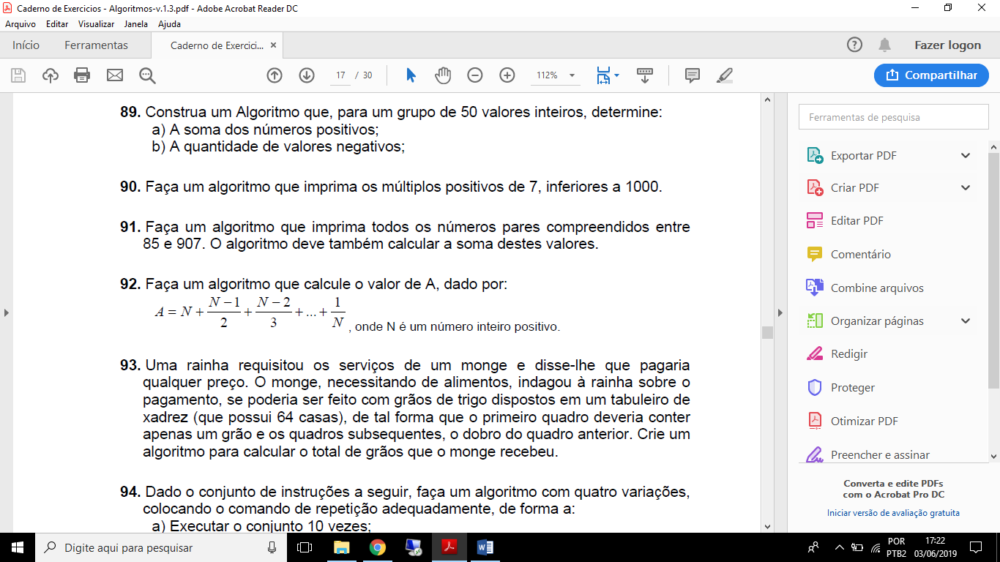 Caderno de Exercicios - Algoritmos-v.1.3.pdf - Adobe Acrobat Reader DC
Arquivo Editar Visualizar Janela Ajuda
Início Ferramentas Caderno de Exercici... × Fazer logon
17 / 30 112% Compartilhar
89. Construa um Algoritmo que, para um grupo de 50 valores inteiros, determine:
a) A soma dos números positivos;
b) A quantidade de valores negativos;
90. Faça um algoritmo que imprima os múltiplos positivos de 7, inferiores a 1000.
91. Faça um algoritmo que imprima todos os números pares compreendidos entre
85 e 907. O algoritmo deve também calcular a soma destes valores.
92. Faça um algoritmo que calcule o valor de A, dado por:
A = N + (N − 1)/2 + (N − 2)/3 + ... + 1/N , onde N é um número inteiro positivo.
93. Uma rainha requisitou os serviços de um monge e disse-lhe que pagaria
qualquer preço. O monge, necessitando de alimentos, indagou à rainha sobre o
pagamento, se poderia ser feito com grãos de trigo dispostos em um tabuleiro de
xadrez (que possui 64 casas), de tal forma que o primeiro quadro deveria conter
apenas um grão e os quadros subsequentes, o dobro do quadro anterior. Crie um
algoritmo para calcular o total de grãos que o monge recebeu.
94. Dado o conjunto de instruções a seguir, faça um algoritmo com quatro variações,
colocando o comando de repetição adequadamente, de forma a:
a) Executar o conjunto 10 vezes;
Ferramentas de pesquisa
Exportar PDF
Criar PDF
Editar PDF
Comentário
Combine arquivos
Organizar páginas
Redigir
Proteger
Otimizar PDF
Preencher e assinar
Converta e edite PDFs
com o Acrobat Pro DC
Iniciar versão de avaliação gratuita
Digite aqui para pesquisar
POR
PTB2
17:22
03/06/2019